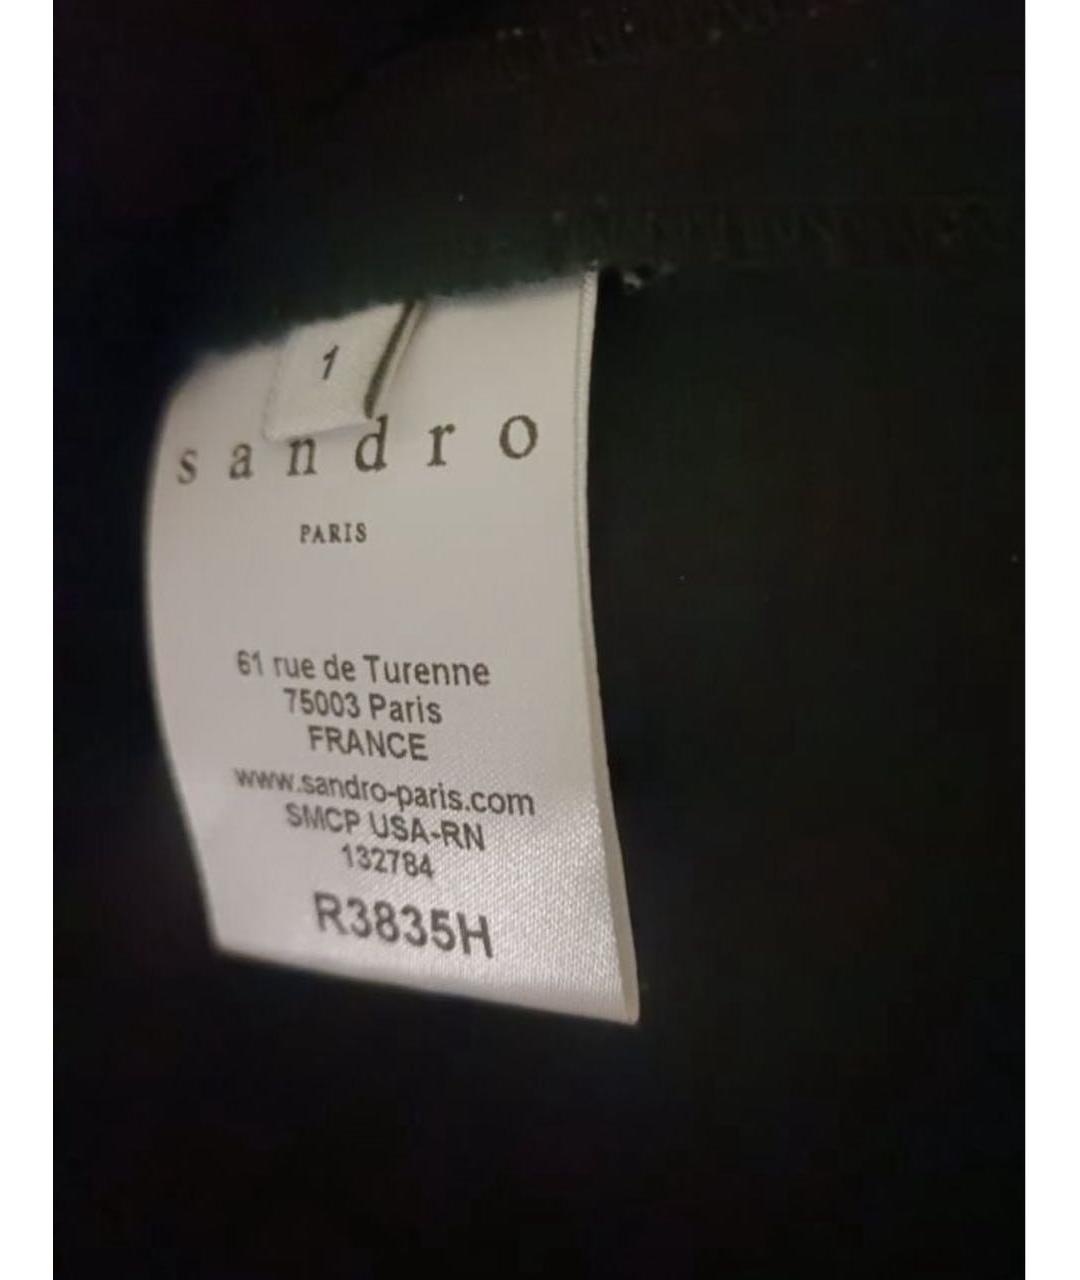 1
sandro
PARIS
61 rue de Turenne
75003 Paris
FRANCE
www.sandro-paris.com
SMCP USA-RN
132784
R3835H